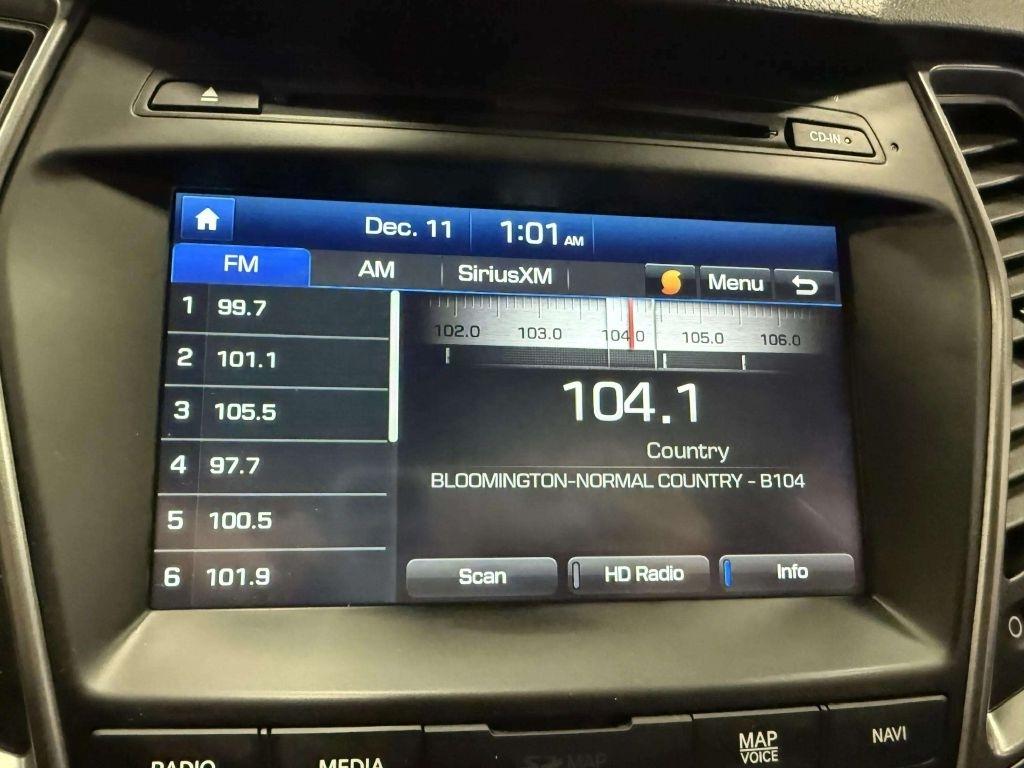 CD-IN
Dec. 11
1:01 AM
FM
AM
SiriusXM
Menu
1 99.7
2 101.1
3 105.5
4 97.7
5 100.5
6 101.9
102.0 103.0 104.0 105.0 106.0
104.1
Country
BLOOMINGTON-NORMAL COUNTRY - B104
Scan
HD Radio
Info
RADIO
MEDIA
MAP
MAP
VOICE
NAVI